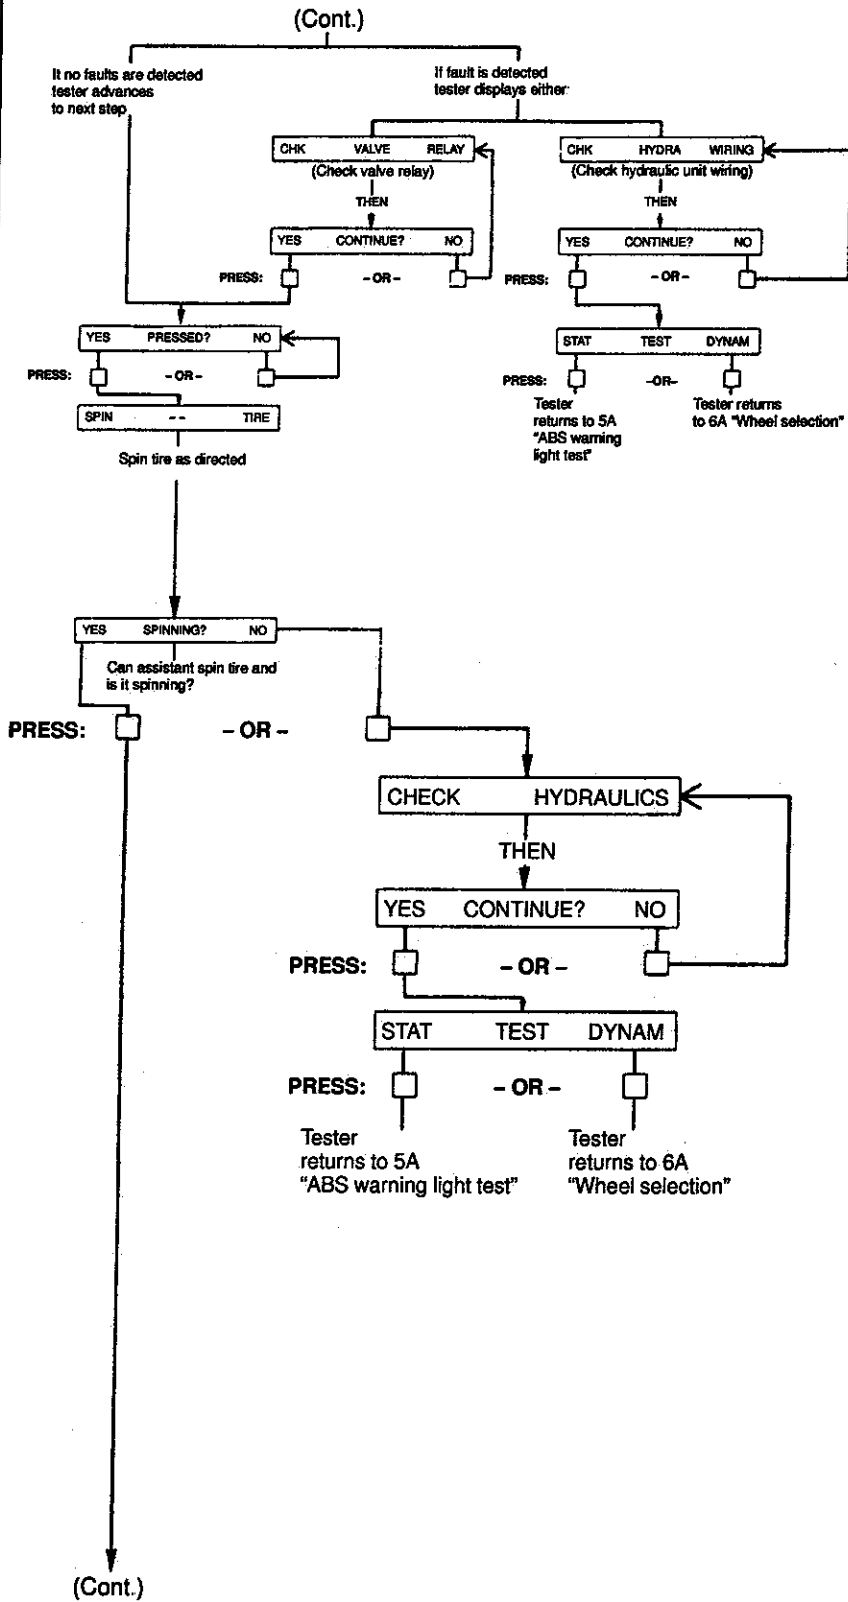 (Cont.)
It no faults are detected
tester advances
to next step
If fault is detected
tester displays either:
CHK VALVE RELAY
(Check valve relay)
THEN
YES CONTINUE? NO
PRESS: – OR –
CHK HYDRA WIRING
(Check hydraulic unit wiring)
THEN
YES CONTINUE? NO
PRESS: – OR –
YES PRESSED? NO
PRESS: – OR –
SPIN - - TIRE
Spin tire as directed
STAT TEST DYNAM
PRESS: –OR–
Tester
returns to 5A
"ABS warning
light test"
Tester returns
to 6A "Wheel selection"
YES SPINNING? NO
Can assistant spin tire and
is it spinning?
PRESS: – OR –
CHECK HYDRAULICS
THEN
YES CONTINUE? NO
PRESS: – OR –
STAT TEST DYNAM
PRESS: – OR –
Tester
returns to 5A
"ABS warning light test"
Tester
returns to 6A
"Wheel selection"
(Cont.)